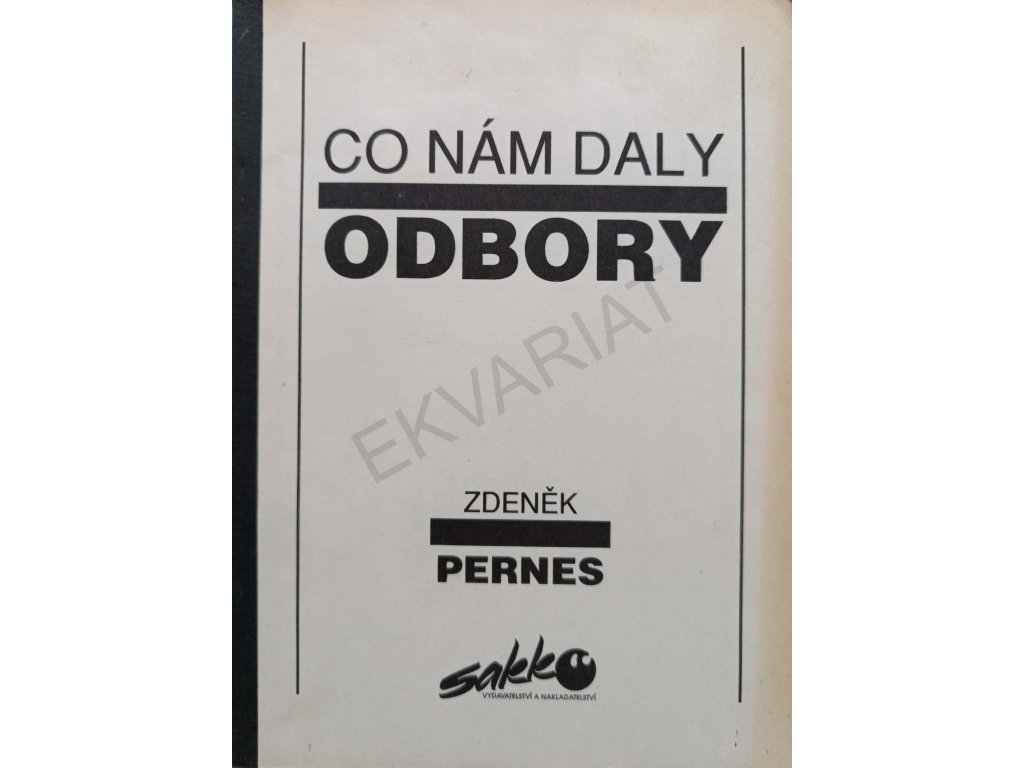 CO NÁM DALY
ODBORY
EKVARIAT
ZDENĚK
PERNES
sakko
VYDAVATELSTVÍ A NAKLADATELSTVÍ